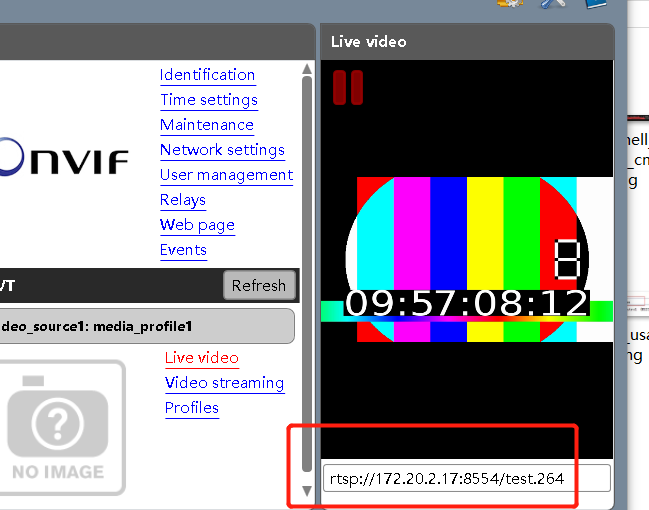 Live video
Identification
Time settings
Maintenance
Network settings
User management
Relays
Web page
Events
onvif
VT
Refresh
deo_source1: media_profile1
Live video
Video streaming
Profiles
NO IMAGE
8
09:57:08:12
rtsp://172.20.2.17:8554/test.264
hell_
_cm
ng
_usa
ng